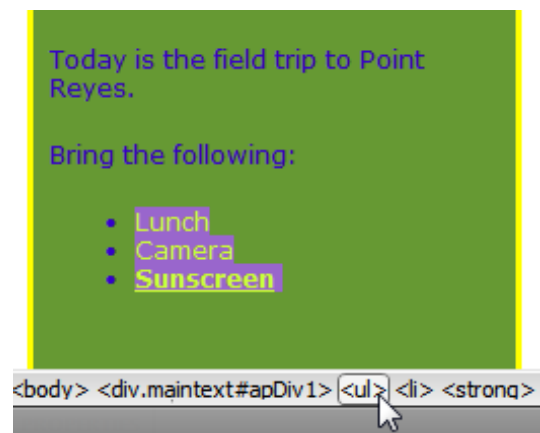 Today is the field trip to Point
Reyes.
Bring the following:
• Lunch
• Camera
• Sunscreen
<body> <div.maintext#apDiv1> <ul> <li> <strong>